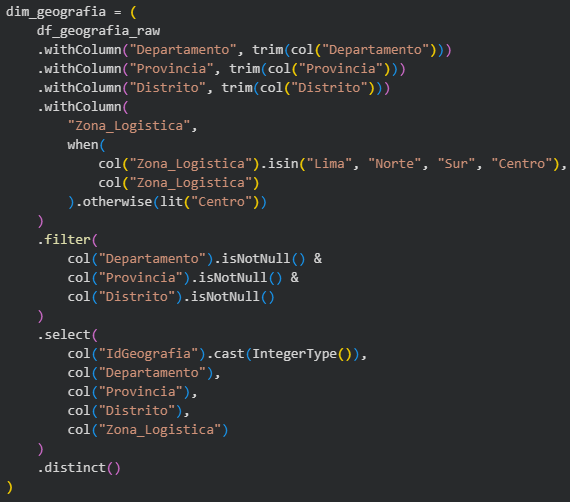 dim_geografia = (
    df_geografia_raw
    .withColumn("Departamento", trim(col("Departamento")))
    .withColumn("Provincia", trim(col("Provincia")))
    .withColumn("Distrito", trim(col("Distrito")))
    .withColumn(
        "Zona_Logistica",
        when(
            col("Zona_Logistica").isin("Lima", "Norte", "Sur", "Centro"),
            col("Zona_Logistica")
        ).otherwise(lit("Centro"))
    )
    .filter(
        col("Departamento").isNotNull() &
        col("Provincia").isNotNull() &
        col("Distrito").isNotNull()
    )
    .select(
        col("IdGeografia").cast(IntegerType()),
        col("Departamento"),
        col("Provincia"),
        col("Distrito"),
        col("Zona_Logistica")
    )
    .distinct()
)